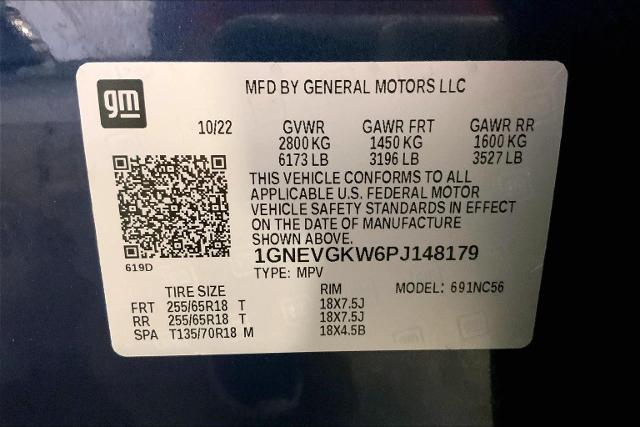 gm
MFD BY GENERAL MOTORS LLC
10/22 GVWR GAWR FRT GAWR RR
2800 KG 1450 KG 1600 KG
6173 LB 3196 LB 3527 LB
THIS VEHICLE CONFORMS TO ALL
APPLICABLE U.S. FEDERAL MOTOR
VEHICLE SAFETY STANDARDS IN EFFECT
ON THE DATE OF MANUFACTURE
SHOWN ABOVE.
1GNEVGKW6PJ148179
619D
TYPE: MPV
TIRE SIZE RIM MODEL: 691NC56
FRT 255/65R18 T 18X7.5J
RR 255/65R18 T 18X7.5J
SPA T135/70R18 M 18X4.5B